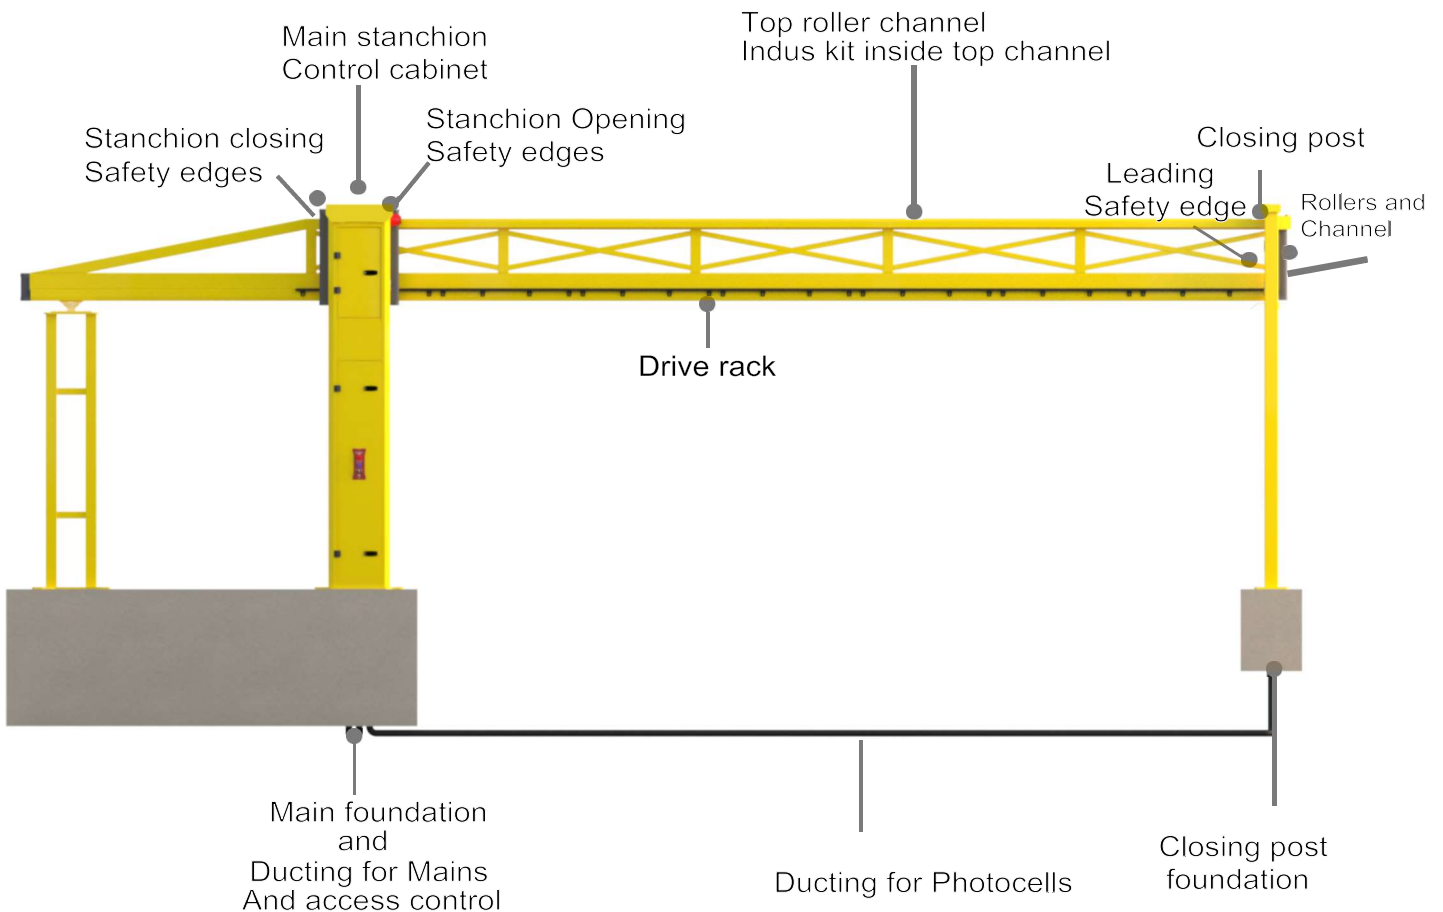 Main stanchion
Control cabinet
Top roller channel
Indus kit inside top channel
Stanchion closing
Safety edges
Stanchion Opening
Safety edges
Closing post
Leading
Safety edge
Rollers and
Channel
Drive rack
Main foundation
and
Ducting for Mains
And access control
Ducting for Photocells
Closing post
foundation